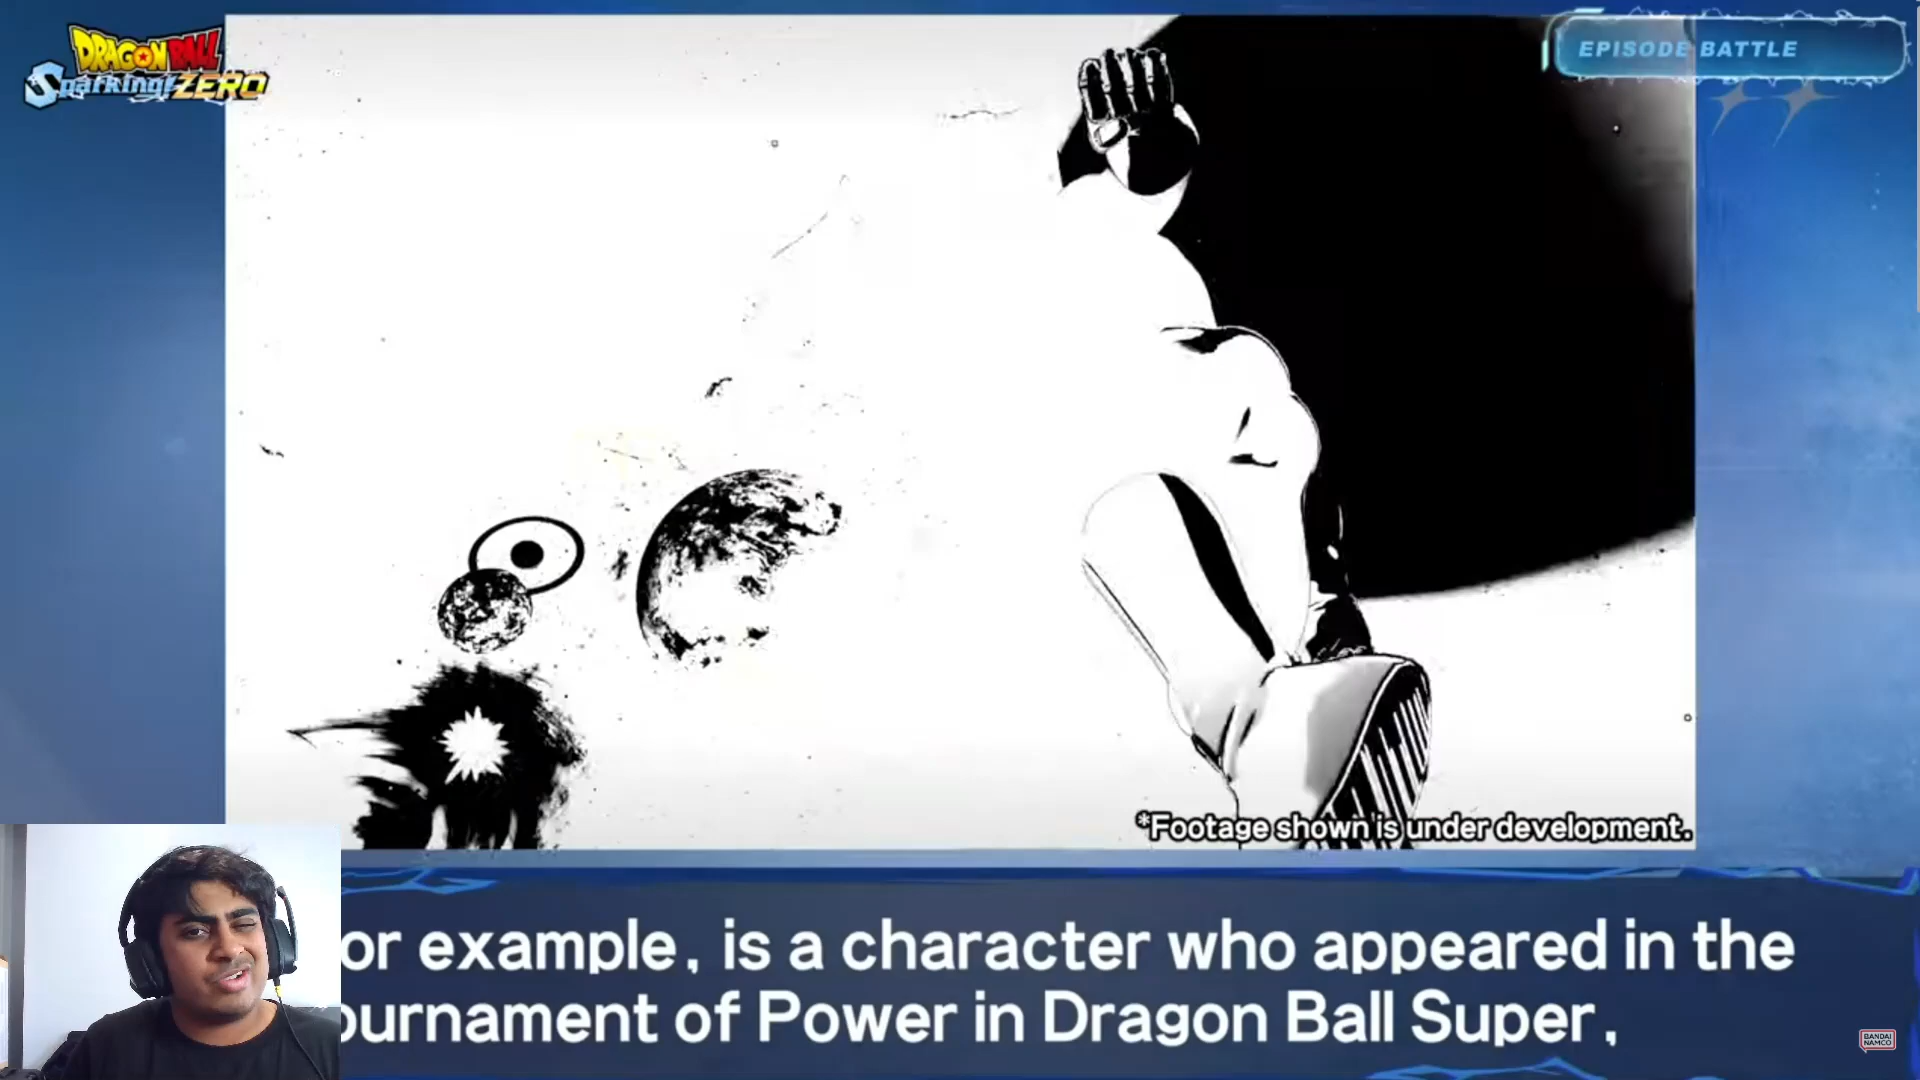 DRAGON BALL
Sparking! ZERO
EPISODE BATTLE
*Footage shown is under development.
or example, is a character who appeared in the
ournament of Power in Dragon Ball Super,
BANDAI
NAMCO